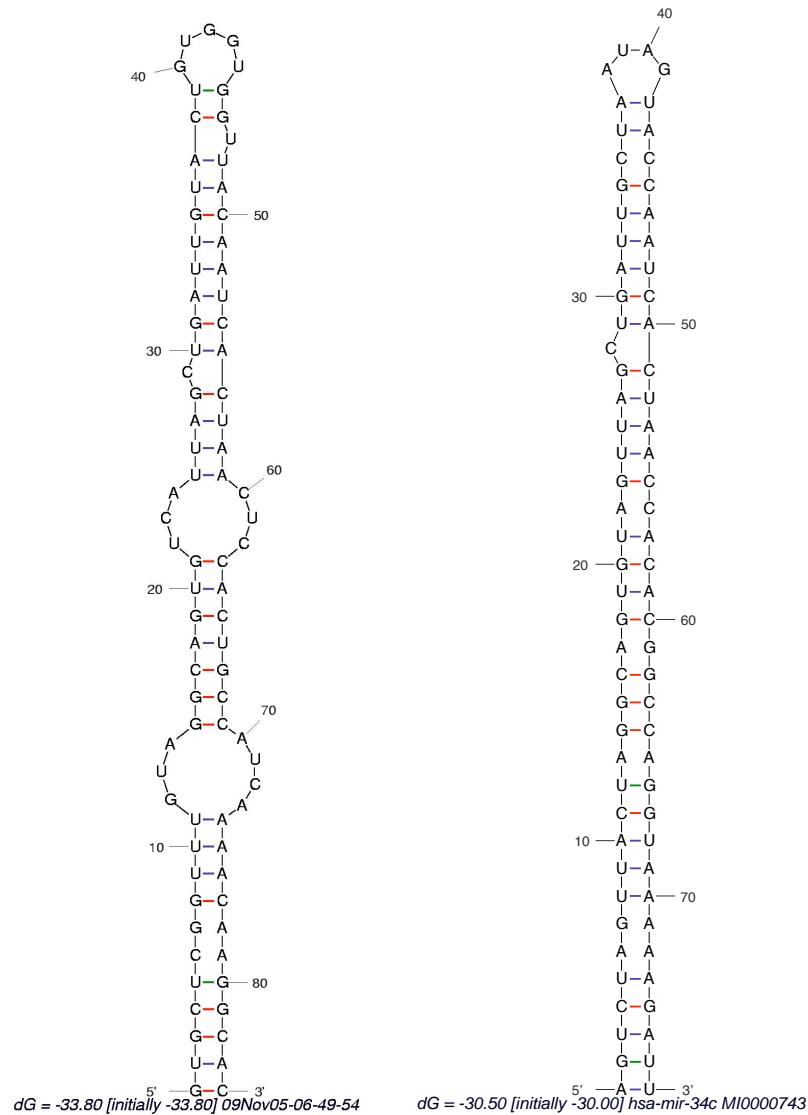 G
U G
G U
40
U G
C G
U
A U
U A
G C 50
U A
U A
A U
G C
30 U A
C
G C
A U
U A
U A
60
A C
C U
U C
G C
20 U A
G C
A U
C G
G C
G C
70
A A
U U
C
G A
U A
10 U A
U A
G C
G A
C A
U G 80
C G
G C
U A
5' G C 3'
dG = -33.80 [initially -33.80] 09Nov05-06-49-54
40
U A
A G
A U
U A
C C
G C
U A
U A
A U
30 G C
U A 50
C
G C
A U
U A
U A
G C
A C
U A
20 G C
U A
G C 60
A G
C G
G C
G C
A A
U G
C G
10 A U
U A
U A 70
G A
A A
U A
C G
U A
G U
5' A U 3'
dG = -30.50 [initially -30.00] hsa-mir-34c MI0000743